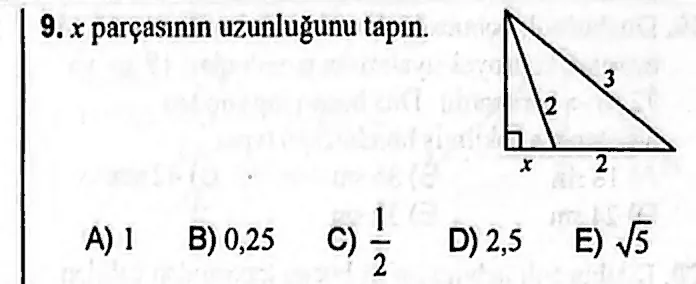 9. x parçasının uzunluğunu tapın.
3
2
x
2
A) 1 B) 0,25 C) 1/2 D) 2,5 E) √5